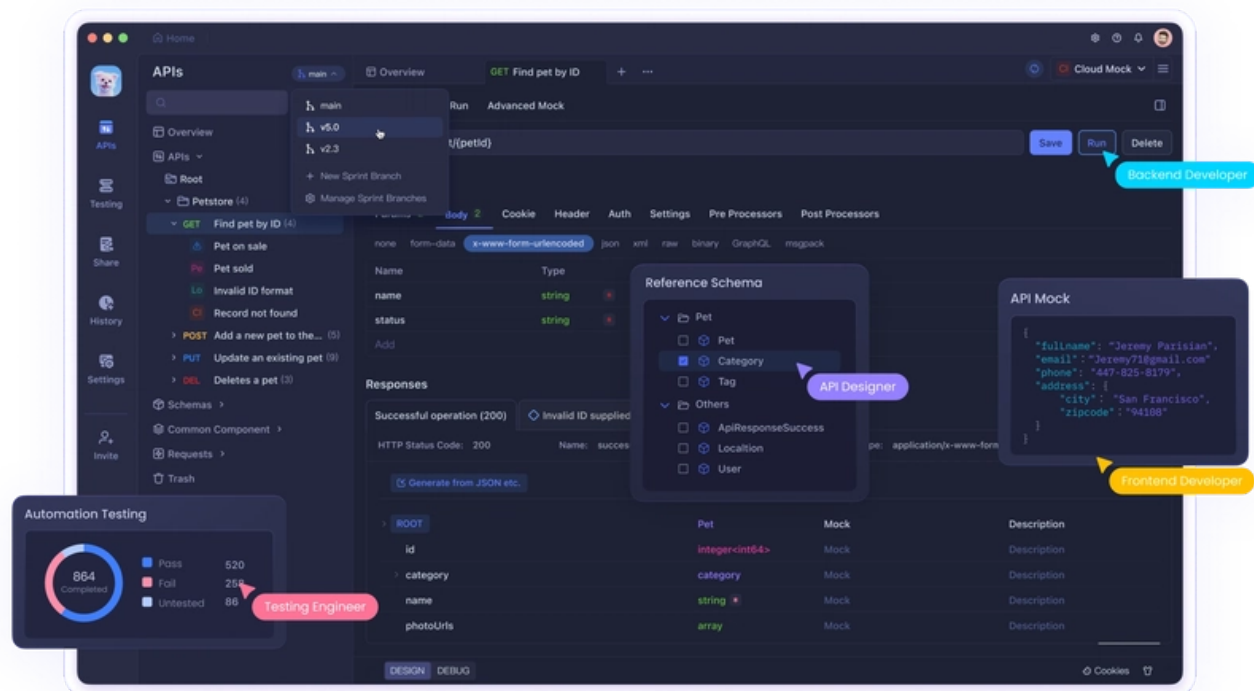 Home
APIs
main
Overview
GET Find pet by ID
+
Cloud Mock
main
v5.0
v2.3
+ New Sprint Branch
Manage Sprint Branches
Run
Advanced Mock
t/{petId}
Save
Run
Delete
Backend Developer
APIs
Testing
Share
History
Settings
Invite
Overview
APIs
Root
Petstore (4)
GET Find pet by ID (4)
Pet on sale
Pe Pet sold
Lo Invalid ID format
CI Record not found
POST Add a new pet to the... (5)
PUT Update an existing pet (9)
DEL Deletes a pet (3)
Schemas
Common Component
Requests
Trash
Params
Body 2
Cookie
Header
Auth
Settings
Pre Processors
Post Processors
none form-data x-www-form-urlencoded json xml raw binary GraphQL msgpack
Name Type
name string *
status string *
Add
Responses
Successful operation (200)
Invalid ID supplied
HTTP Status Code: 200
Name: succes
pe: application/x-www-form
Generate from JSON etc.
ROOT Pet Mock Description
id integer<int64> Mock Description
category category Mock Description
name string * Mock Description
photoUrls array Mock Description
DESIGN DEBUG
Cookies
Reference Schema
Pet
Pet
Category
Tag
Others
ApiResponseSuccess
Localtion
User
API Designer
API Mock
{
"fulLname": "Jeremy Parisian",
"email": "Jeremy71@gmail.com"
"phone": "447-825-8179",
"address": {
"city": "San Francisco",
"zipcode": "94108"
}
}
Frontend Developer
Automation Testing
864
Completed
Pass 520
Fail 258
Untested 86
Testing Engineer